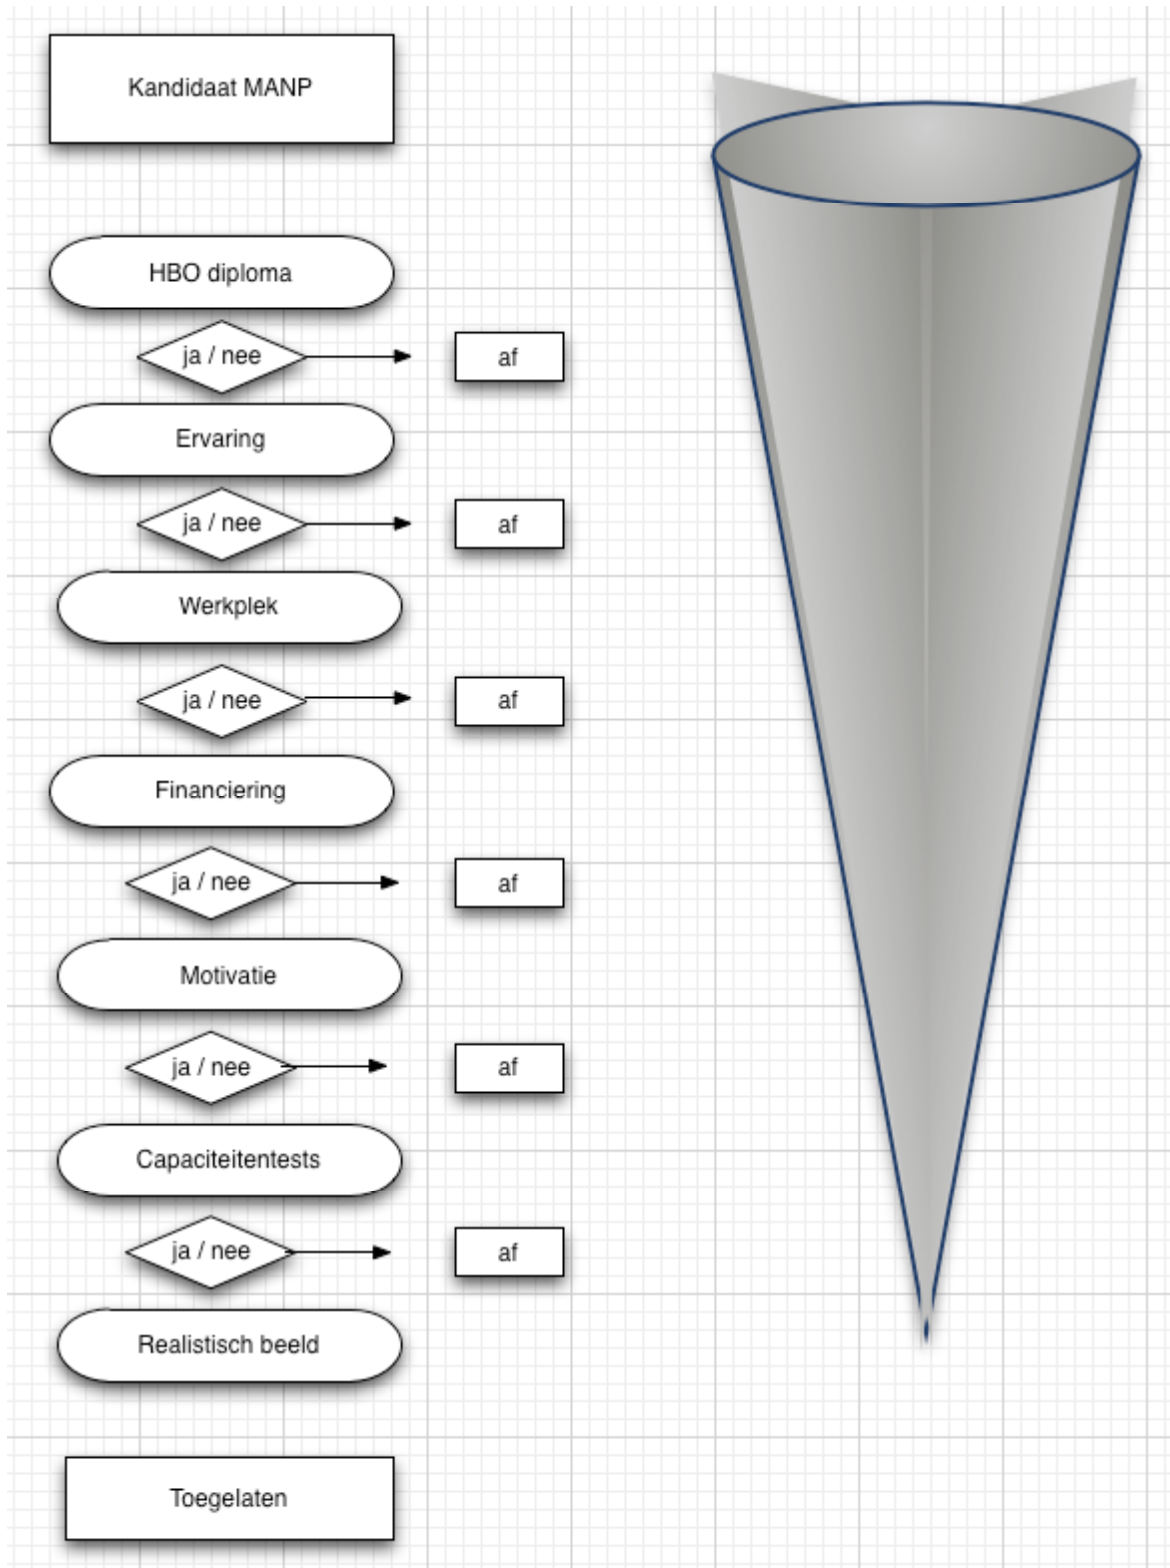 Kandidaat MANP
HBO diploma
ja / nee
af
Ervaring
ja / nee
af
Werkplek
ja / nee
af
Financiering
ja / nee
af
Motivatie
ja / nee
af
Capaciteitentests
ja / nee
af
Realistisch beeld
Toegelaten